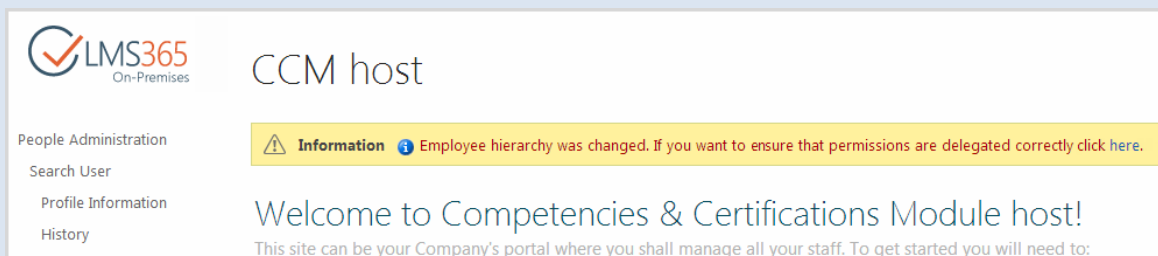 LMS365
On-Premises
CCM host
People Administration
Information Employee hierarchy was changed. If you want to ensure that permissions are delegated correctly click here.
Search User
Profile Information
Welcome to Competencies & Certifications Module host!
History
This site can be your Company's portal where you shall manage all your staff. To get started you will need to: